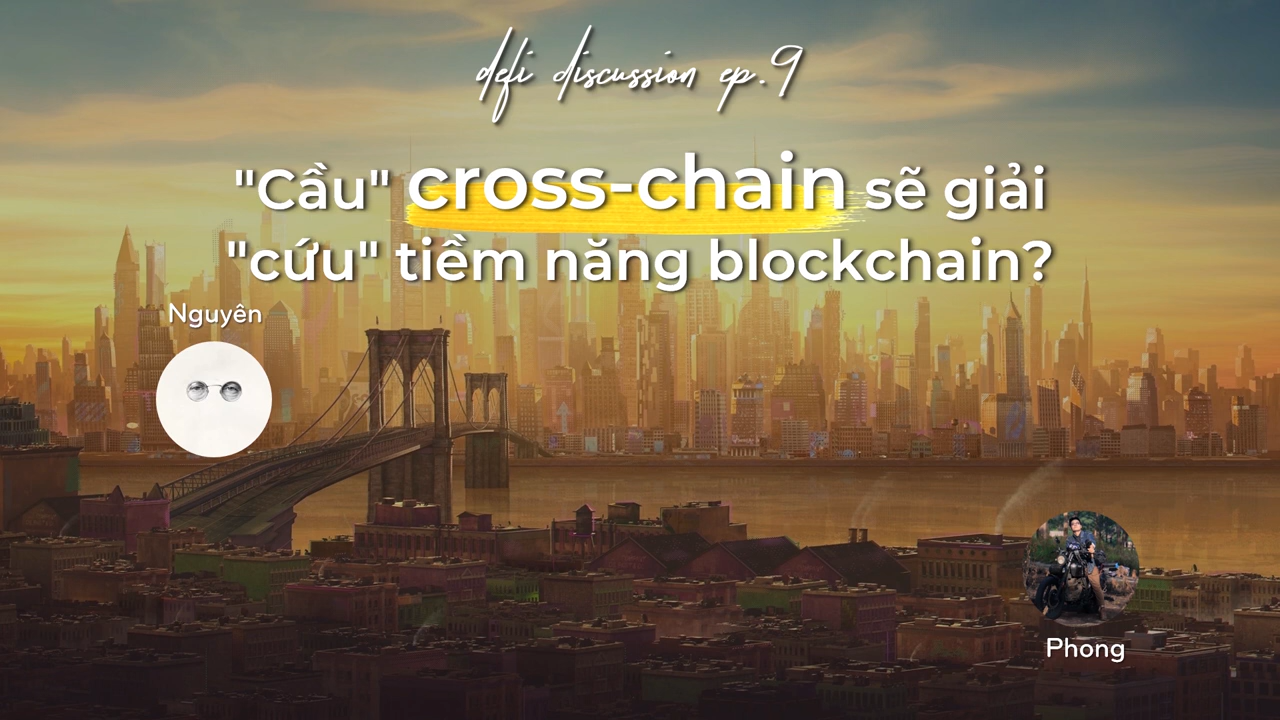 defi discussion ep.9
"Cầu" cross-chain sẽ giải
"cứu" tiềm năng blockchain?
Nguyên
Phong